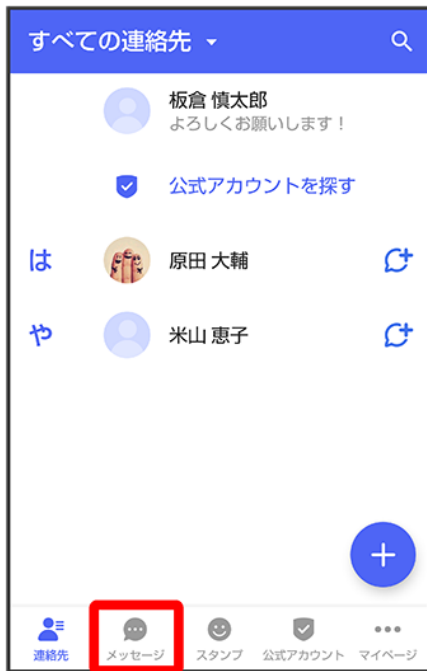 すべての連絡先
板倉 慎太郎
よろしくお願いします！
公式アカウントを探す
は
原田 大輔
や
米山 恵子
連絡先
メッセージ
スタンプ
公式アカウント
マイページ